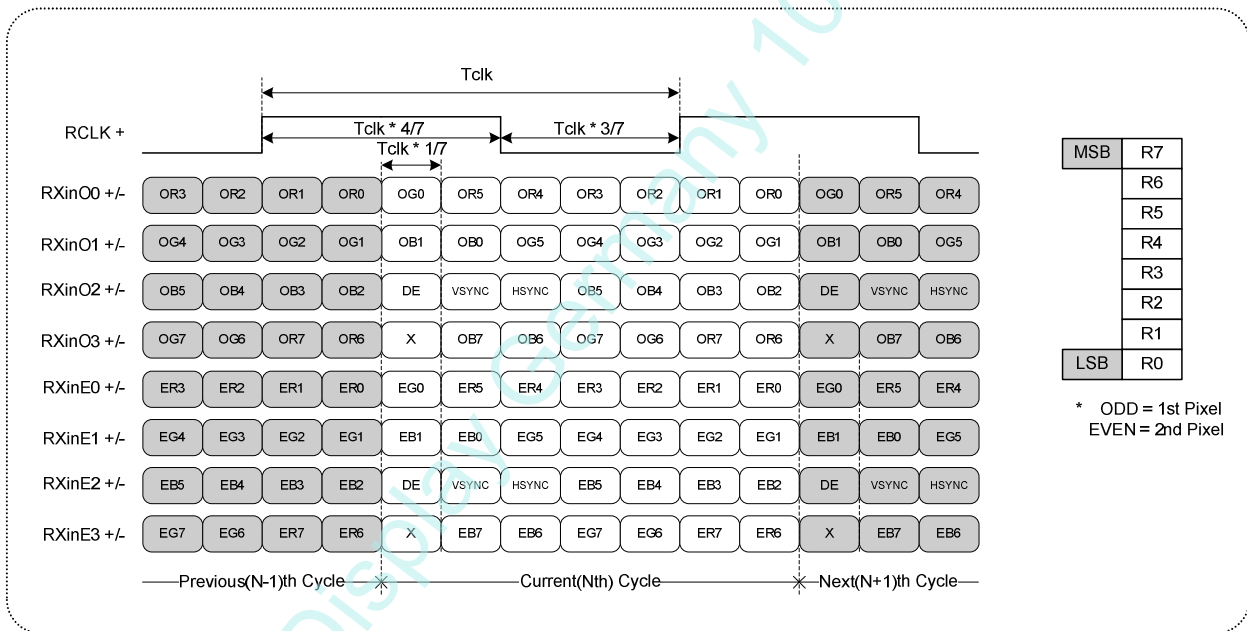 Tclk
RCLK +
Tclk * 4/7
Tclk * 3/7
Tclk * 1/7
RXinO0 +/- OR3 OR2 OR1 OR0 OG0 OR5 OR4 OR3 OR2 OR1 OR0 OG0 OR5 OR4
RXinO1 +/- OG4 OG3 OG2 OG1 OB1 OB0 OG5 OG4 OG3 OG2 OG1 OB1 OB0 OG5
RXinO2 +/- OB5 OB4 OB3 OB2 DE VSYNC HSYNC OB5 OB4 OB3 OB2 DE VSYNC HSYNC
RXinO3 +/- OG7 OG6 OR7 OR6 X OB7 OB6 OG7 OG6 OR7 OR6 X OB7 OB6
RXinE0 +/- ER3 ER2 ER1 ER0 EG0 ER5 ER4 ER3 ER2 ER1 ER0 EG0 ER5 ER4
RXinE1 +/- EG4 EG3 EG2 EG1 EB1 EB0 EG5 EG4 EG3 EG2 EG1 EB1 EB0 EG5
RXinE2 +/- EB5 EB4 EB3 EB2 DE VSYNC HSYNC EB5 EB4 EB3 EB2 DE VSYNC HSYNC
RXinE3 +/- EG7 EG6 ER7 ER6 X EB7 EB6 EG7 EG6 ER7 ER6 X EB7 EB6
Previous(N-1)th Cycle Current(Nth) Cycle Next(N+1)th Cycle
MSB R7
R6
R5
R4
R3
R2
R1
LSB R0
* ODD = 1st Pixel
EVEN = 2nd Pixel
Display Germany 10